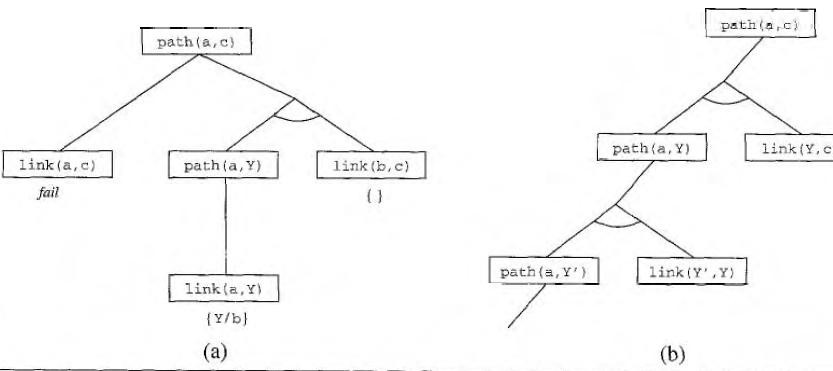 path(a,c)
link(a,c)
path(a,Y)
link(b,c)
fail
{ }
link(a,Y)
{Y/b}
(a)
path(a,c)
path(a,Y)
link(Y,c
path(a,Y')
link(Y',Y)
(b)